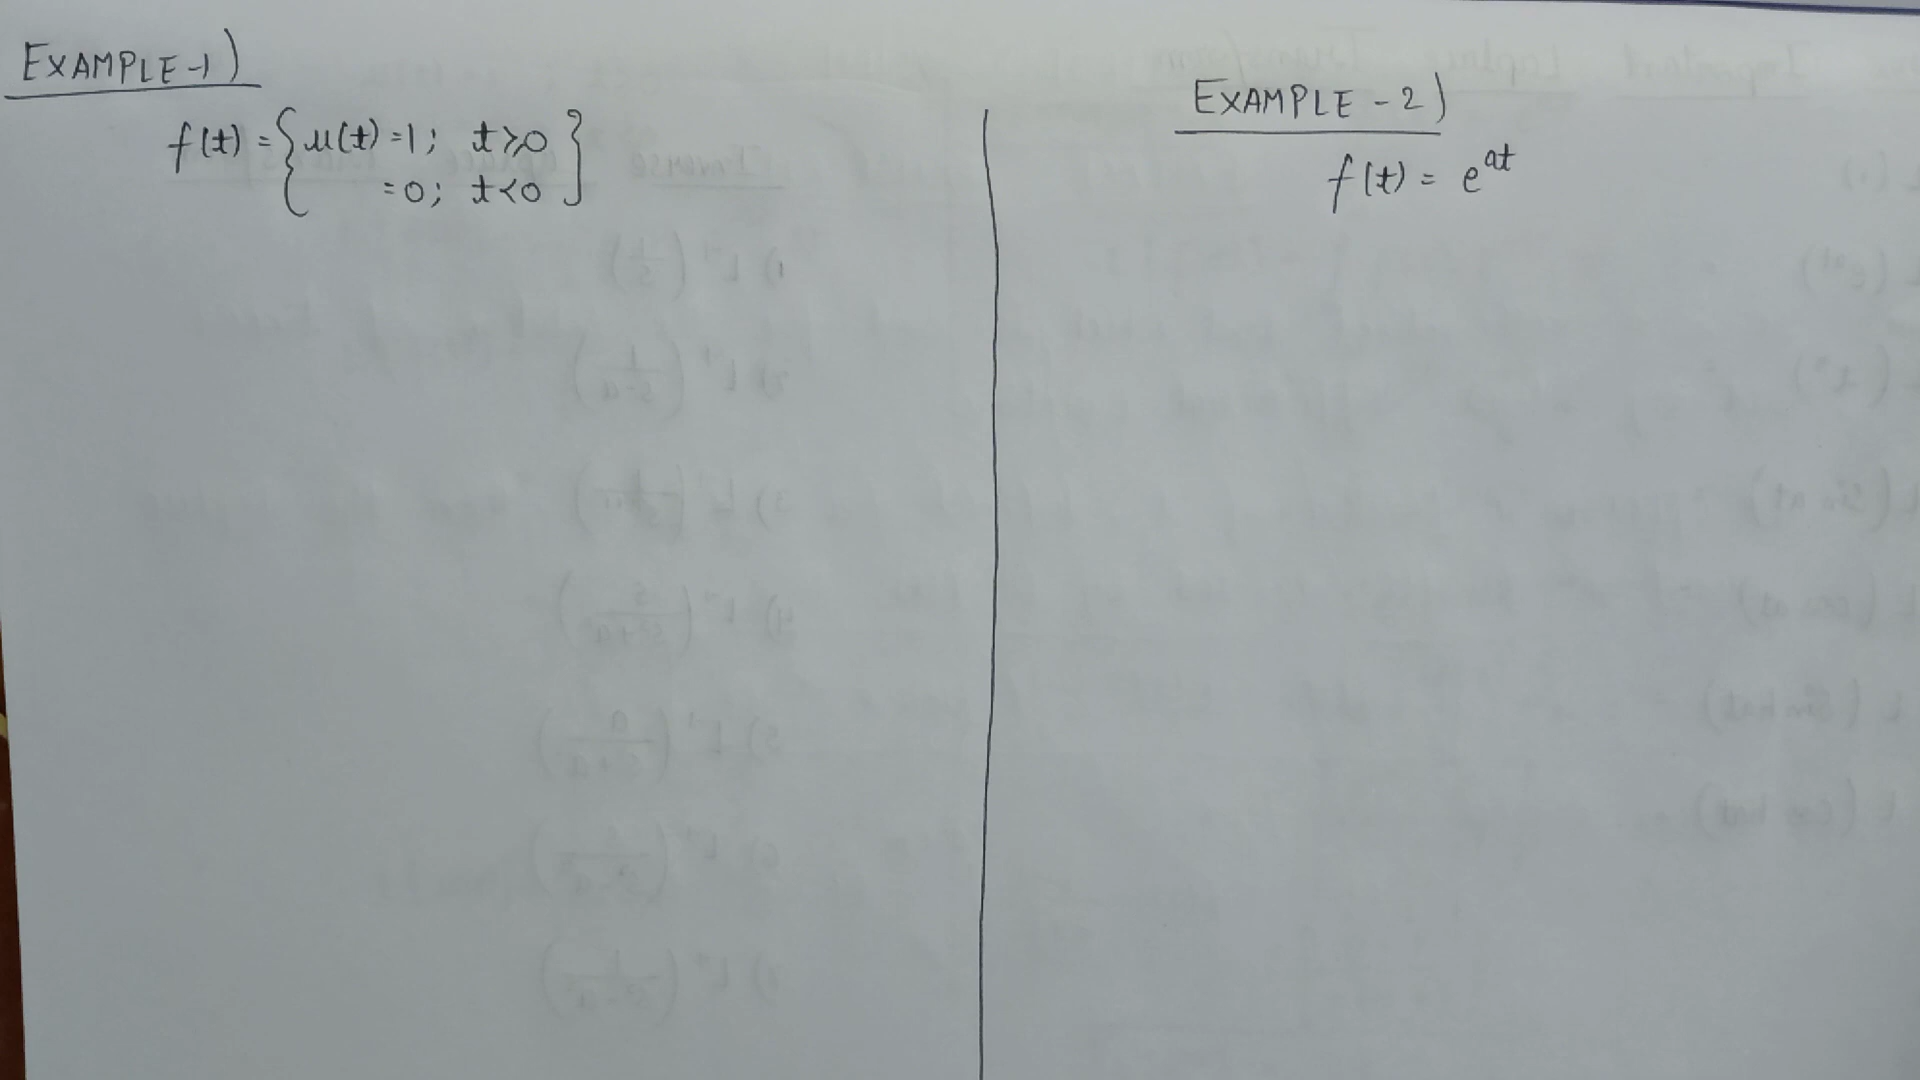 EXAMPLE-1)
f(t) = { u(t) = 1; t⩾0
= 0; t<0 }
EXAMPLE - 2)
f(t) = e^at